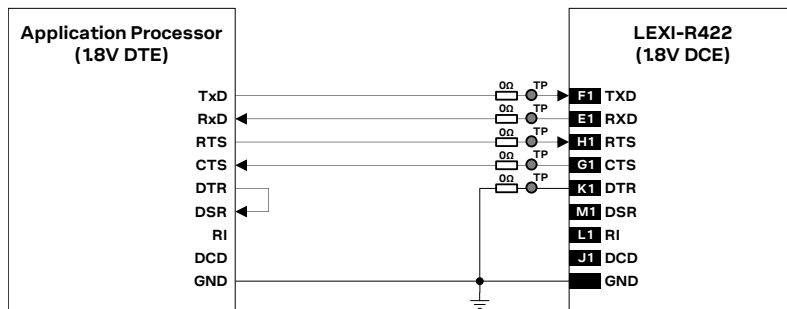 Application Processor
(1.8V DTE)
LEXI-R422
(1.8V DCE)
TxD 0Ω TP F1 TXD
RxD 0Ω TP E1 RXD
RTS 0Ω TP H1 RTS
CTS 0Ω TP G1 CTS
DTR 0Ω TP K1 DTR
DSR M1 DSR
RI L1 RI
DCD J1 DCD
GND GND